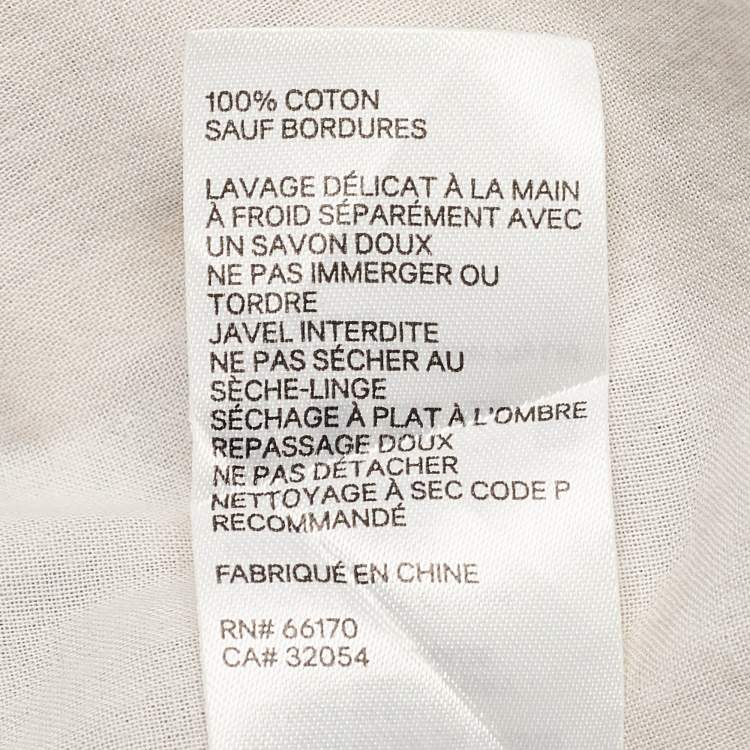 100% COTON
SAUF BORDURES
LAVAGE DÉLICAT À LA MAIN
À FROID SÉPARÉMENT AVEC
UN SAVON DOUX
NE PAS IMMERGER OU
TORDRE
JAVEL INTERDITE
NE PAS SÉCHER AU
SÈCHE-LINGE
SÉCHAGE À PLAT À L'OMBRE
REPASSAGE DOUX
NE PAS DÉTACHER
NETTOYAGE À SEC CODE P
RECOMMANDÉ
FABRIQUÉ EN CHINE
RN# 66170
CA# 32054